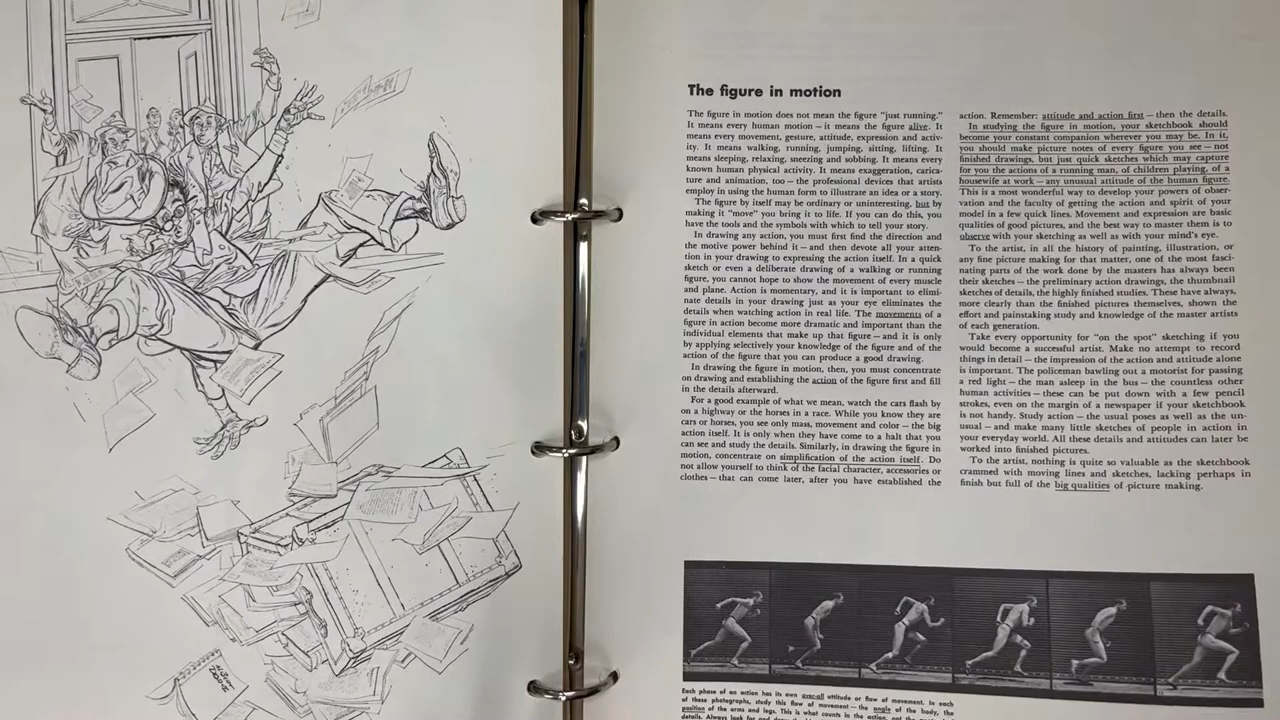 The figure in motion
The figure in motion does not mean the figure “just running.”
It means every human motion — it means the figure alive. It
means every movement, gesture, attitude, expression and activ-
ity. It means walking, running, jumping, sitting, lifting. It
means sleeping, relaxing, sneezing and sobbing. It means every
known human physical activity. It means exaggeration, carica-
ture and animation, too — the professional devices that artists
employ in using the human form to illustrate an idea or a story.
The figure by itself may be ordinary or uninteresting, but by
making it “move” you bring it to life. If you can do this, you
have the tools and the symbols with which to tell your story.
In drawing any action, you must first find the direction and
the motive power behind it — and then devote all your atten-
tion in your drawing to expressing the action itself. In a quick
sketch or even a deliberate drawing of a walking or running
figure, you cannot hope to show the movement of every muscle
and plane. Action is momentary, and it is important to elimi-
nate details in your drawing just as your eye eliminates the
details when watching action in real life. The movements of a
figure in action become more dramatic and important than the
individual elements that make up that figure — and it is only
by applying selectively your knowledge of the figure and of the
action of the figure that you can produce a good drawing.
In drawing the figure in motion, then, you must concentrate
on drawing and establishing the action of the figure first and fill
in the details afterward.
For a good example of what we mean, watch the cars flash by
on a highway or the horses in a race. While you know they are
cars or horses, you see only mass, movement and color — the big
action itself. It is only when they have come to a halt that you
can see and study the details. Similarly, in drawing the figure in
motion, concentrate on simplification of the action itself. Do
not allow yourself to think of the facial character, accessories or
clothes — that can come later, after you have established the
action. Remember: attitude and action first — then the details.
In studying the figure in motion, your sketchbook should
become your constant companion wherever you may be. In it,
you should make picture notes of every figure you see — not
finished drawings, but just quick sketches which may capture
for you the actions of a running man, of children playing, of a
housewife at work — any unusual attitude of the human figure.
This is a most wonderful way to develop your powers of obser-
vation and the faculty of getting the action and spirit of your
model in a few quick lines. Movement and expression are basic
qualities of good pictures, and the best way to master them is to
observe with your sketching as well as with your mind’s eye.
To the artist, in all the history of painting, illustration, or
any fine picture making for that matter, one of the most fasci-
nating parts of the work done by the masters has always been
their sketches — the preliminary action drawings, the thumbnail
sketches of details, the highly finished studies. These have always,
more clearly than the finished pictures themselves, shown the
effort and painstaking study and knowledge of the master artists
of each generation.
Take every opportunity for “on the spot” sketching if you
would become a successful artist. Make no attempt to record
things in detail — the impression of the action and attitude alone
is important. The policeman bawling out a motorist for passing
a red light — the man asleep in the bus — the countless other
human activities — these can be put down with a few pencil
strokes, even on the margin of a newspaper if your sketchbook
is not handy. Study action — the usual poses as well as the un-
usual — and make many little sketches of people in action in
your everyday world. All these details and attitudes can later be
worked into finished pictures.
To the artist, nothing is quite so valuable as the sketchbook
crammed with moving lines and sketches, lacking perhaps in
finish but full of the big qualities of picture making.
Each phase of an action has its own over-all attitude or flow of movement. In each
of these photographs, study this flow of movement — the angle of the body, the
position of the arms and legs. This is what counts in the action, not the
details. Always look for and